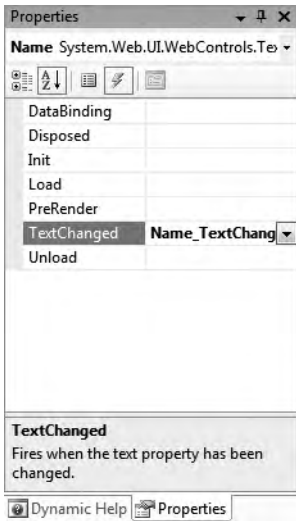 Properties
Name System.Web.UI.WebControls.Te
DataBinding
Disposed
Init
Load
PreRender
TextChanged Name_TextChang
Unload
TextChanged
Fires when the text property has been
changed.
Dynamic Help Properties